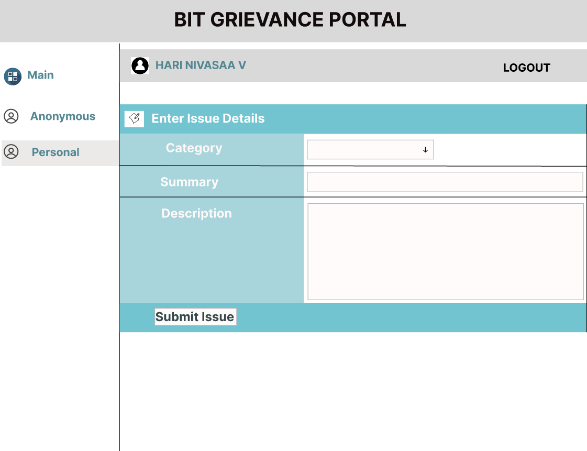 BIT GRIEVANCE PORTAL
HARI NIVASAA V
LOGOUT
Main
Anonymous
Personal
Enter Issue Details
Category
Summary
Description
Submit Issue